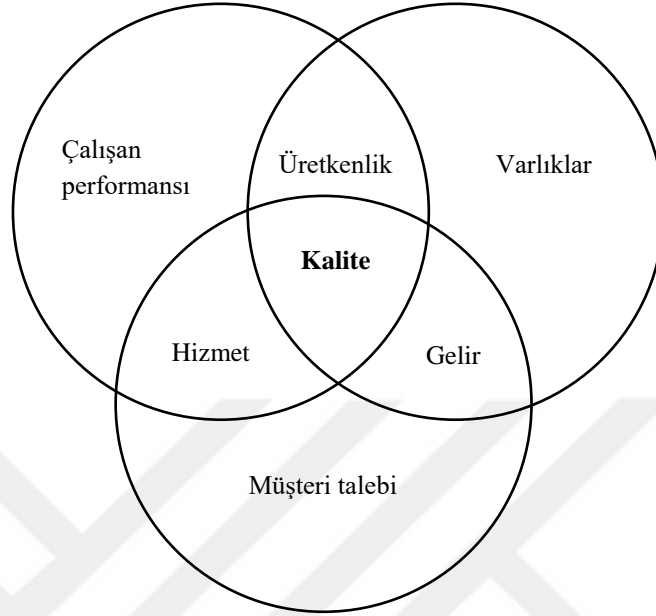 Çalışan
performansı
Üretkenlik
Varlıklar
Kalite
Hizmet
Gelir
Müşteri talebi